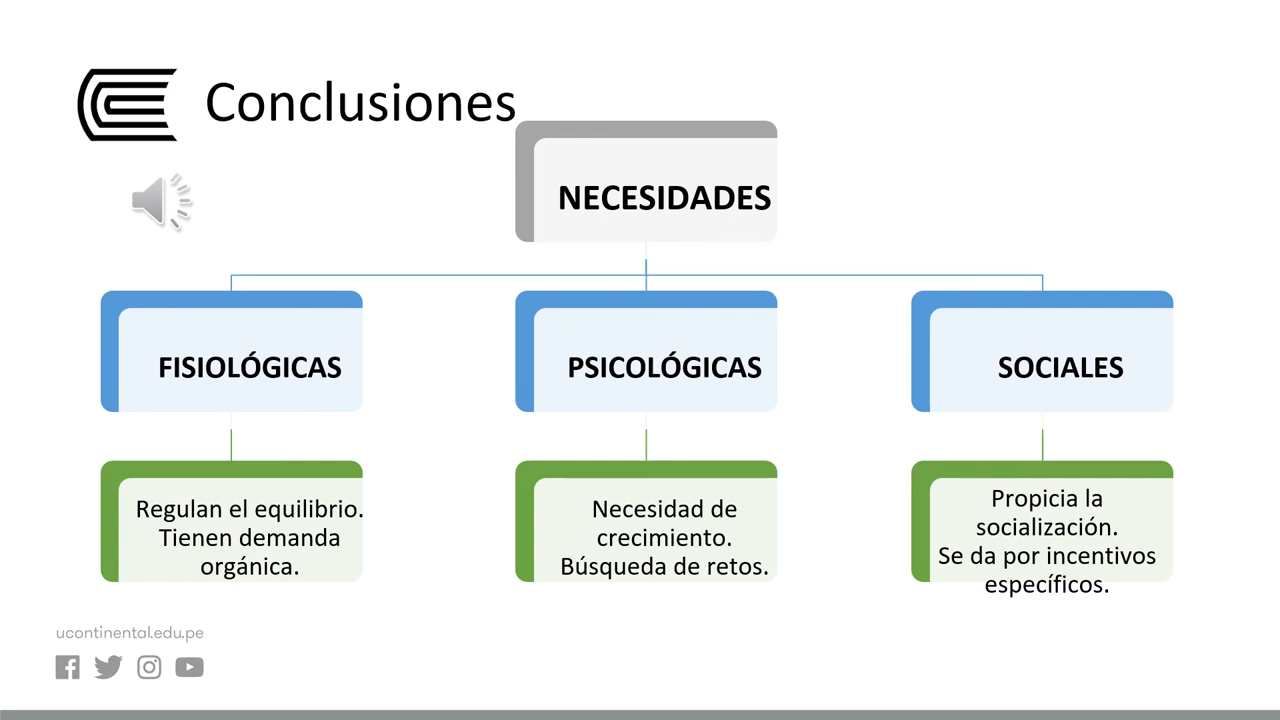 Conclusiones
NECESIDADES
FISIOLÓGICAS
PSICOLÓGICAS
SOCIALES
Regulan el equilibrio.
Tienen demanda
orgánica.
Necesidad de
crecimiento.
Búsqueda de retos.
Propicia la
socialización.
Se da por incentivos
específicos.
ucontinental.edu.pe